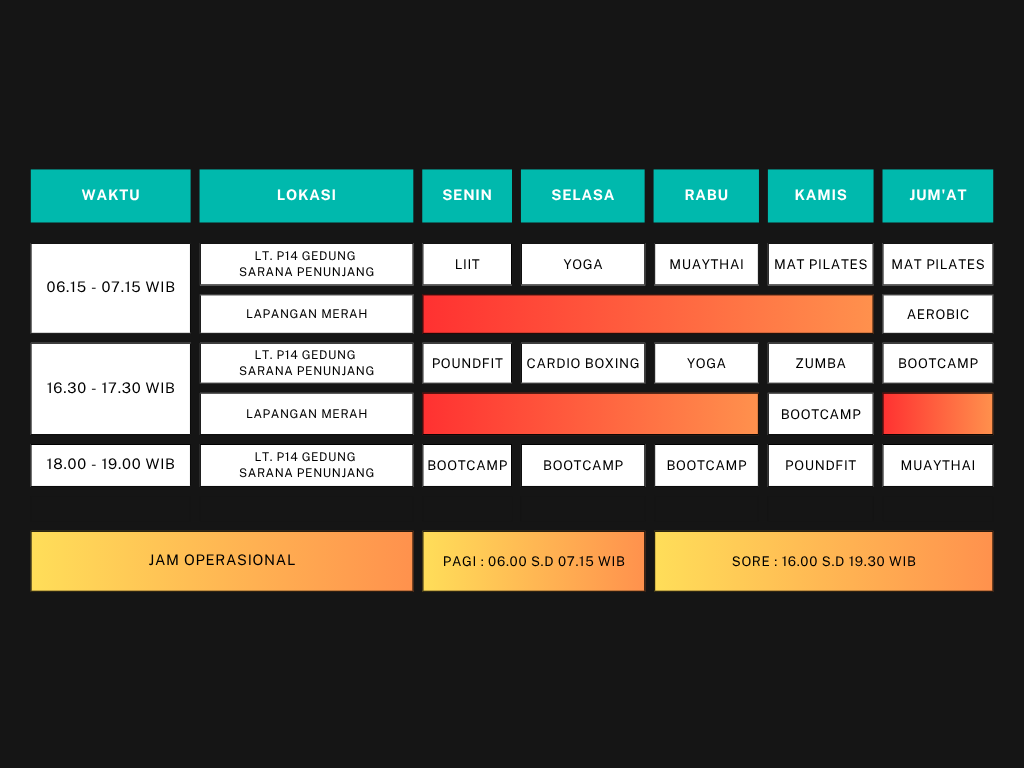 WAKTU LOKASI SENIN SELASA RABU KAMIS JUM'AT
06.15 - 07.15 WIB
LT. P14 GEDUNG
SARANA PENUNJANG
LIIT YOGA MUAYTHAI MAT PILATES MAT PILATES
LAPANGAN MERAH AEROBIC
16.30 - 17.30 WIB
LT. P14 GEDUNG
SARANA PENUNJANG
POUNDFIT CARDIO BOXING YOGA ZUMBA BOOTCAMP
LAPANGAN MERAH BOOTCAMP
18.00 - 19.00 WIB
LT. P14 GEDUNG
SARANA PENUNJANG
BOOTCAMP BOOTCAMP BOOTCAMP POUNDFIT MUAYTHAI
JAM OPERASIONAL PAGI : 06.00 S.D 07.15 WIB SORE : 16.00 S.D 19.30 WIB